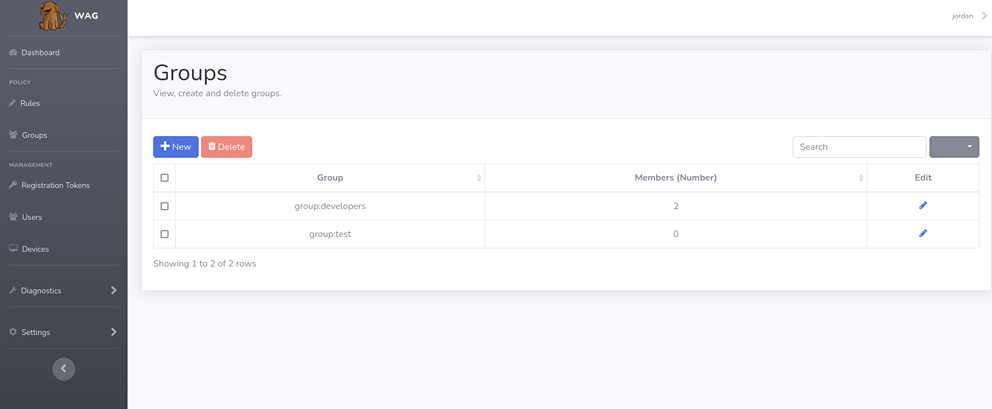 WAG
jordan
Dashboard
POLICY
Rules
Groups
MANAGEMENT
Registration Tokens
Users
Devices
Diagnostics
Settings
Groups
View, create and delete groups.
New Delete Search
Group Members (Number) Edit
group:developers 2
group:test 0
Showing 1 to 2 of 2 rows